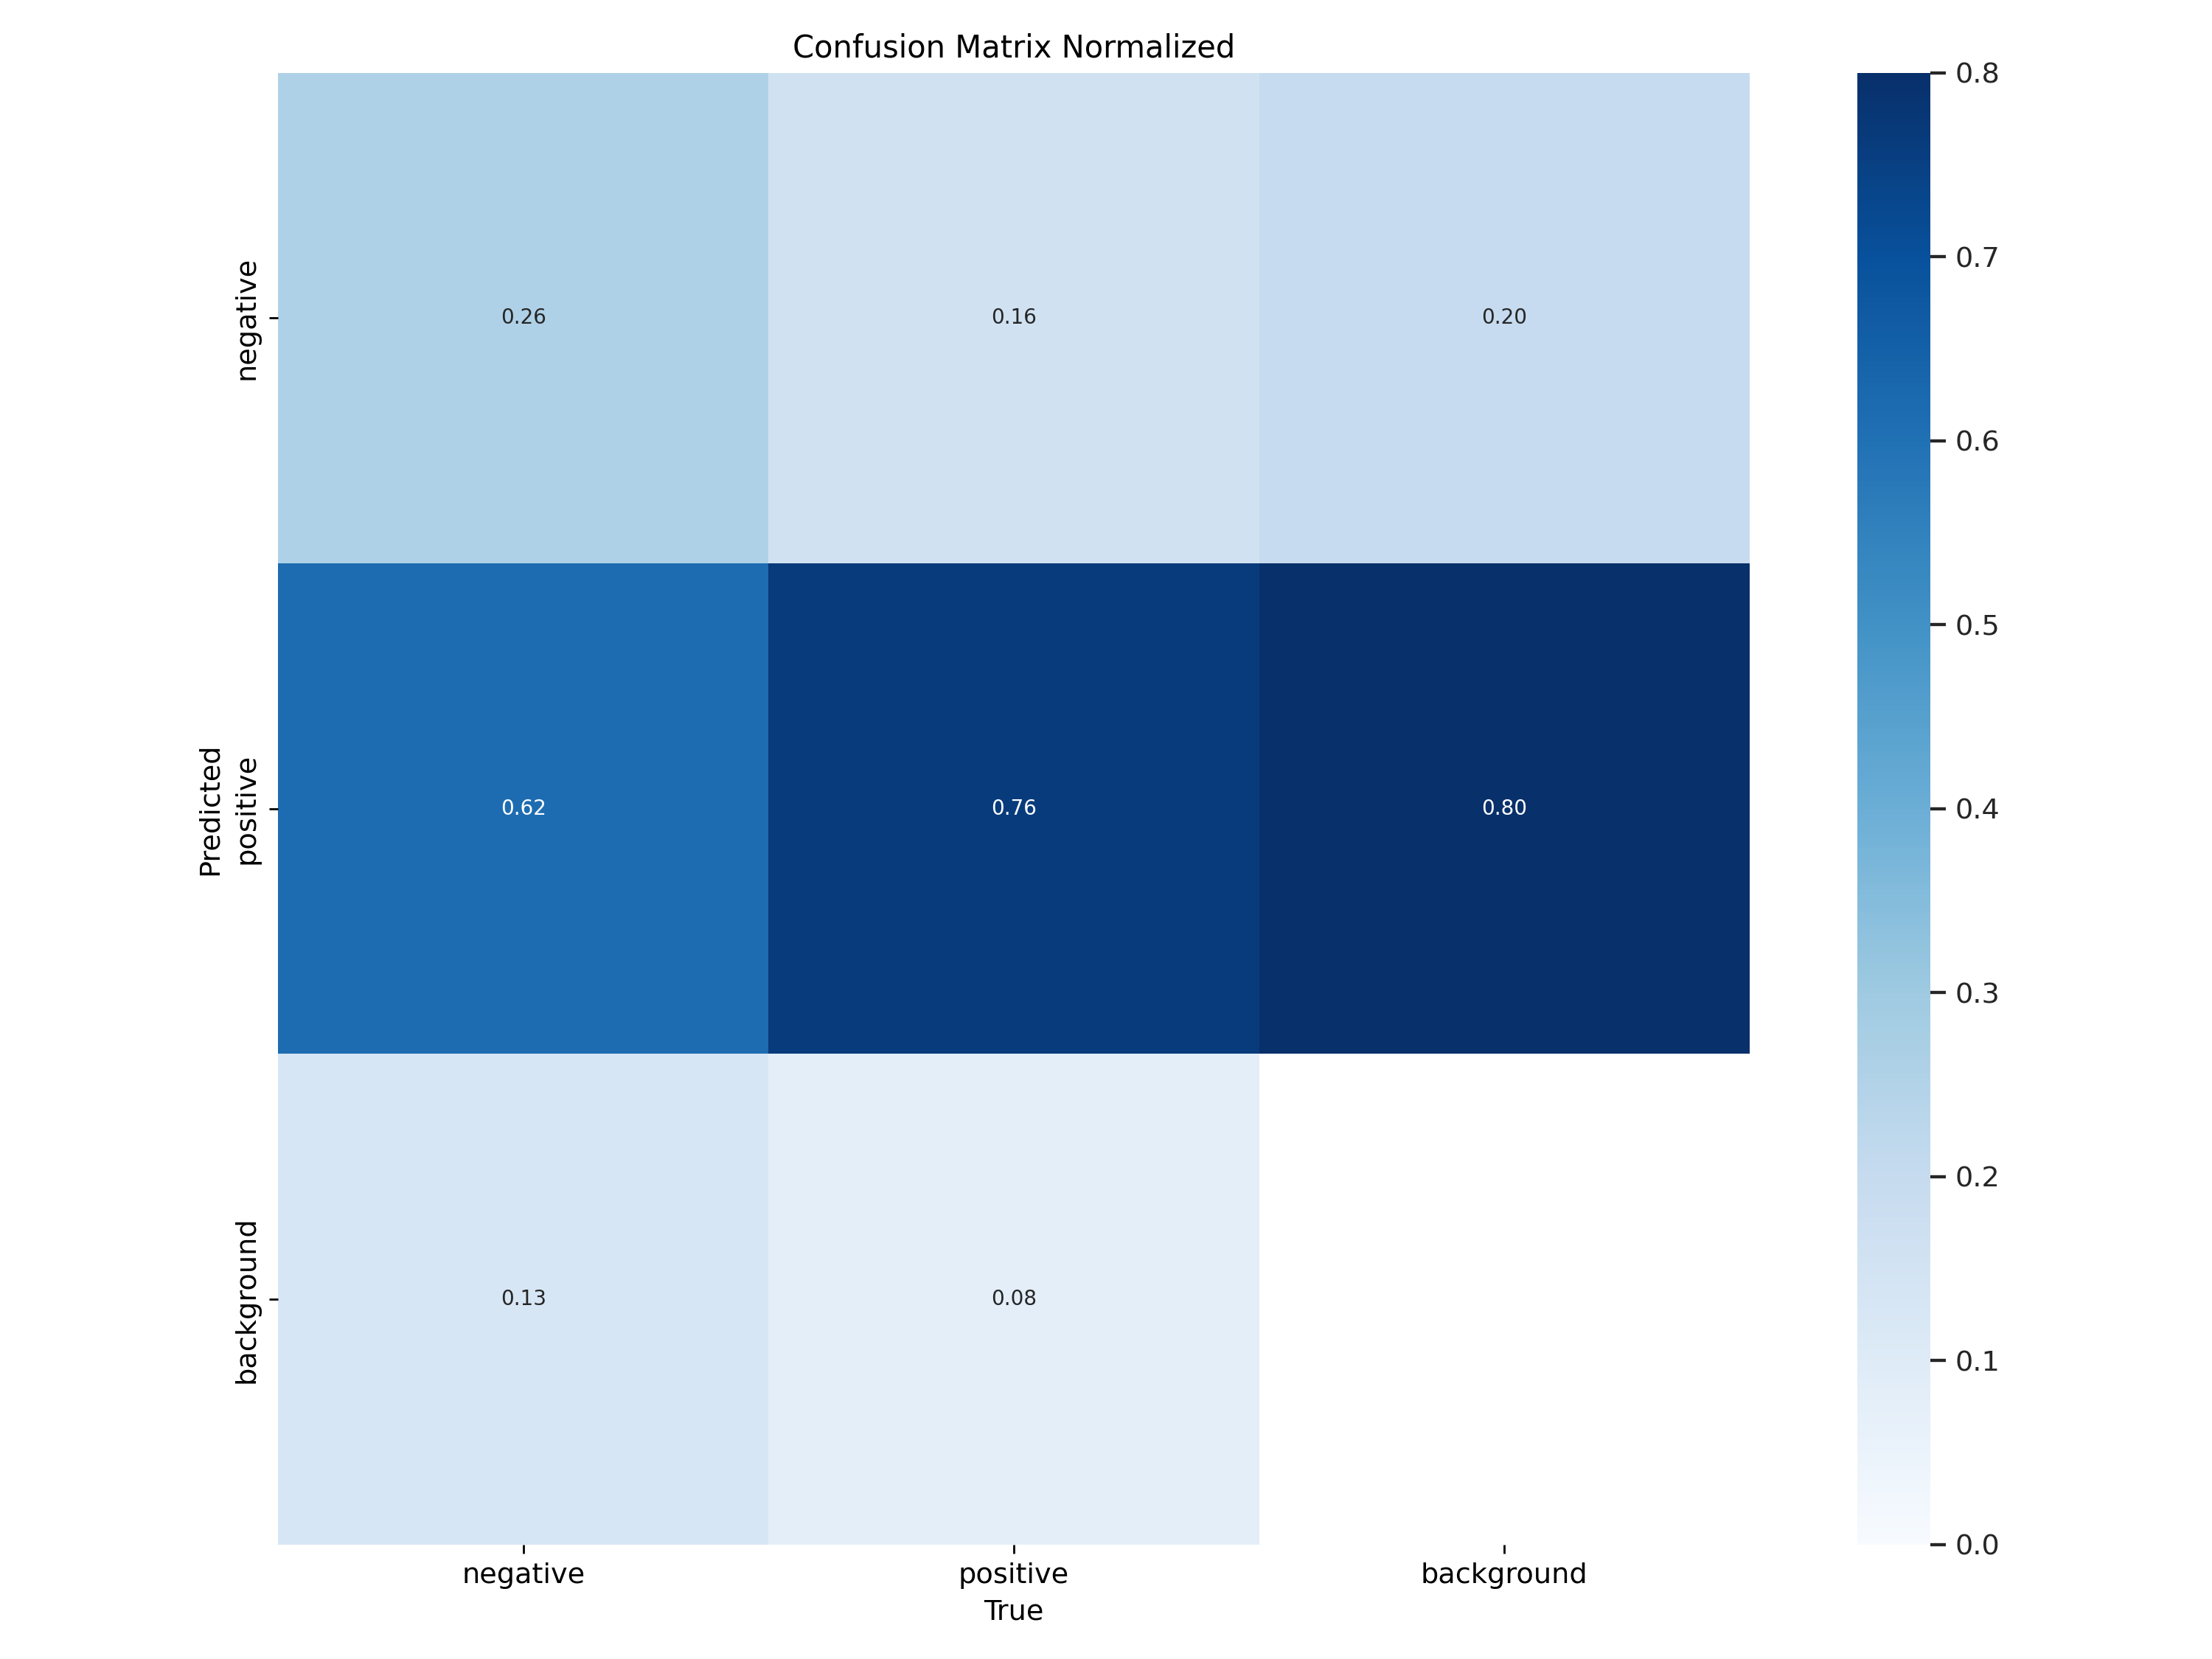 Confusion Matrix Normalized
negative
0.26
0.16
0.20
Predicted
positive
0.62
0.76
0.80
background
0.13
0.08
negative
positive
background
True
0.8
0.7
0.6
0.5
0.4
0.3
0.2
0.1
0.0